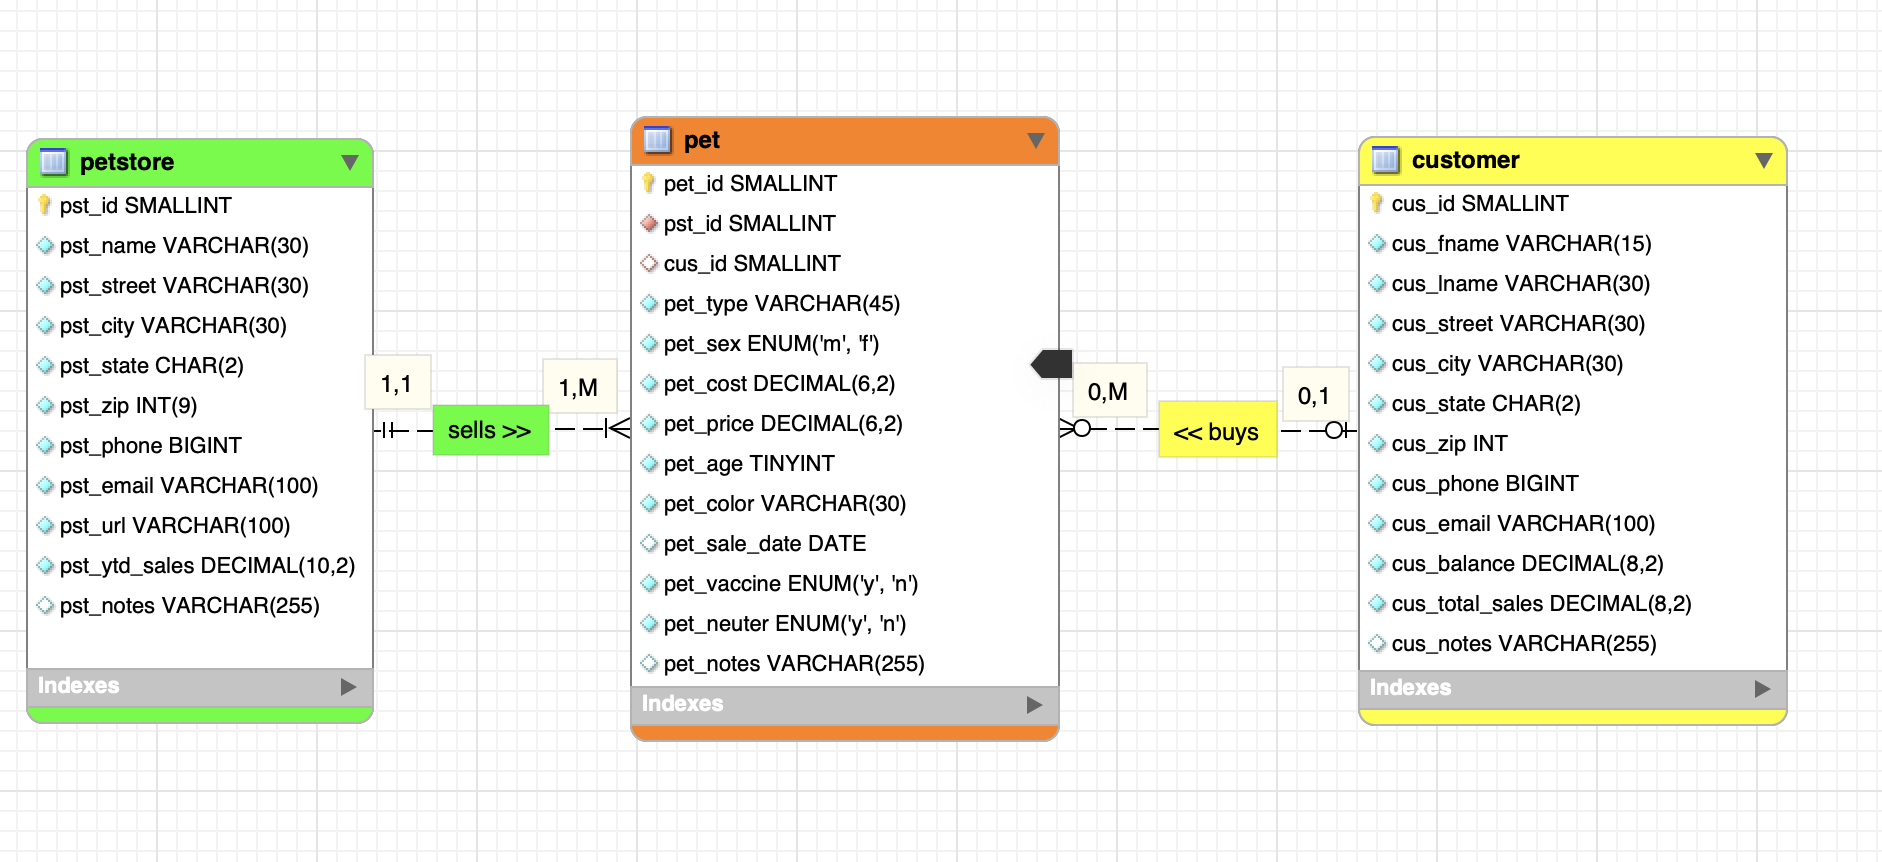 petstore
pst_id SMALLINT
pst_name VARCHAR(30)
pst_street VARCHAR(30)
pst_city VARCHAR(30)
pst_state CHAR(2)
pst_zip INT(9)
pst_phone BIGINT
pst_email VARCHAR(100)
pst_url VARCHAR(100)
pst_ytd_sales DECIMAL(10,2)
pst_notes VARCHAR(255)
Indexes
1,1
sells >>
1,M
pet
pet_id SMALLINT
pst_id SMALLINT
cus_id SMALLINT
pet_type VARCHAR(45)
pet_sex ENUM('m', 'f')
pet_cost DECIMAL(6,2)
pet_price DECIMAL(6,2)
pet_age TINYINT
pet_color VARCHAR(30)
pet_sale_date DATE
pet_vaccine ENUM('y', 'n')
pet_neuter ENUM('y', 'n')
pet_notes VARCHAR(255)
Indexes
0,M
<< buys
0,1
customer
cus_id SMALLINT
cus_fname VARCHAR(15)
cus_lname VARCHAR(30)
cus_street VARCHAR(30)
cus_city VARCHAR(30)
cus_state CHAR(2)
cus_zip INT
cus_phone BIGINT
cus_email VARCHAR(100)
cus_balance DECIMAL(8,2)
cus_total_sales DECIMAL(8,2)
cus_notes VARCHAR(255)
Indexes